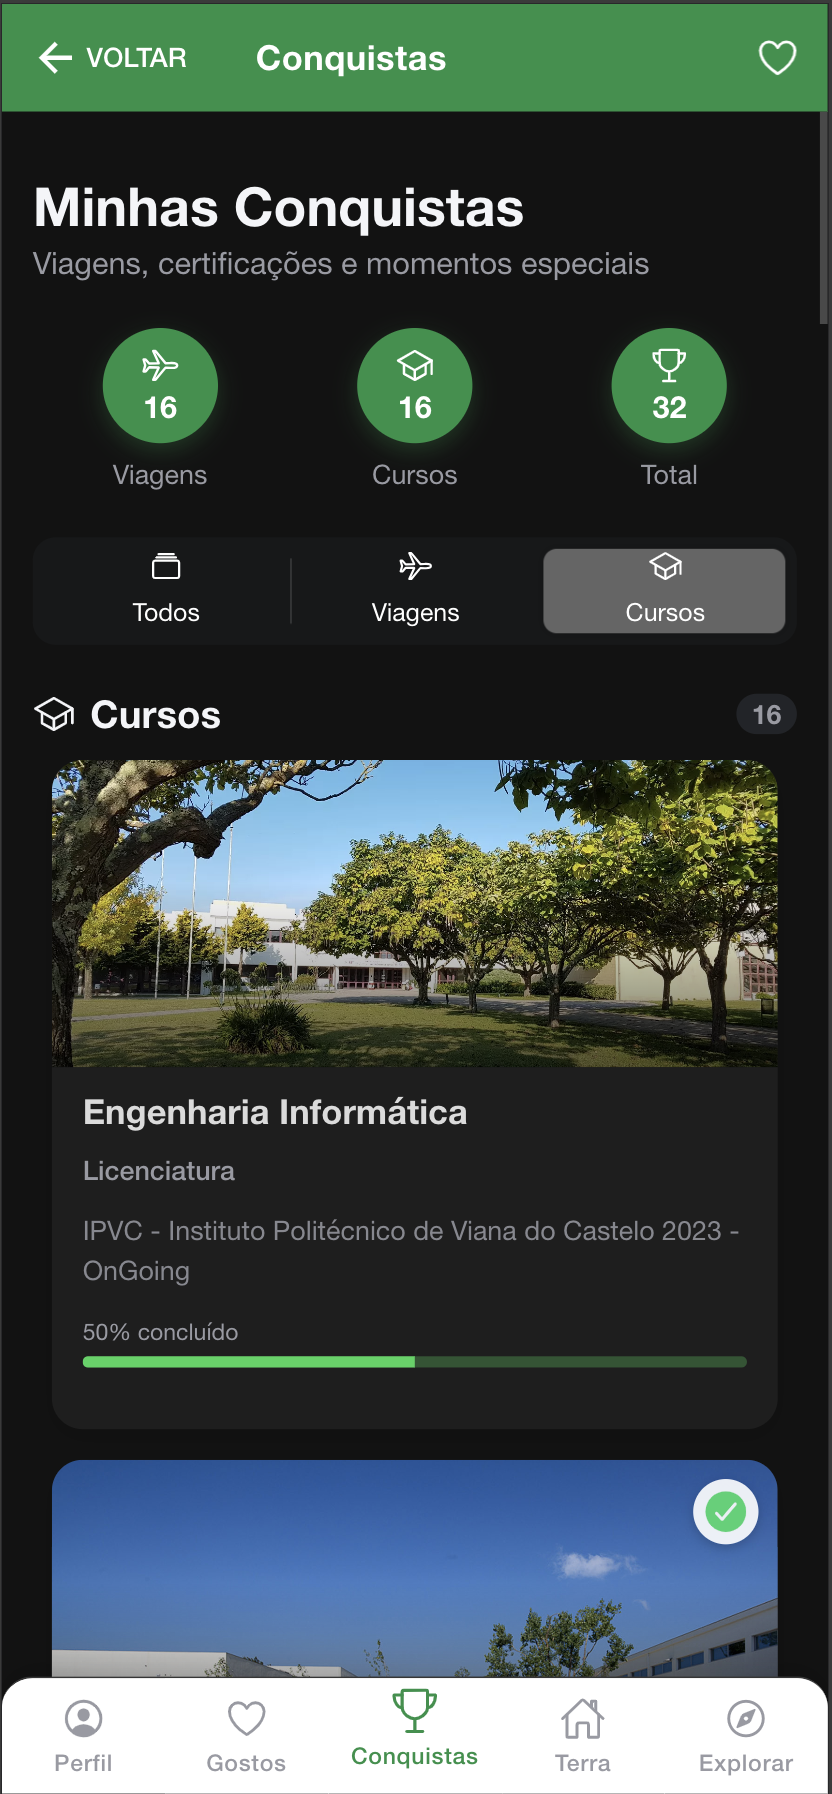 VOLTAR
Conquistas
Minhas Conquistas
Viagens, certificações e momentos especiais
16
16
32
Viagens
Cursos
Total
Todos
Viagens
Cursos
Cursos
16
Engenharia Informática
Licenciatura
IPVC - Instituto Politécnico de Viana do Castelo 2023 -
OnGoing
50% concluído
Perfil
Gostos
Conquistas
Terra
Explorar